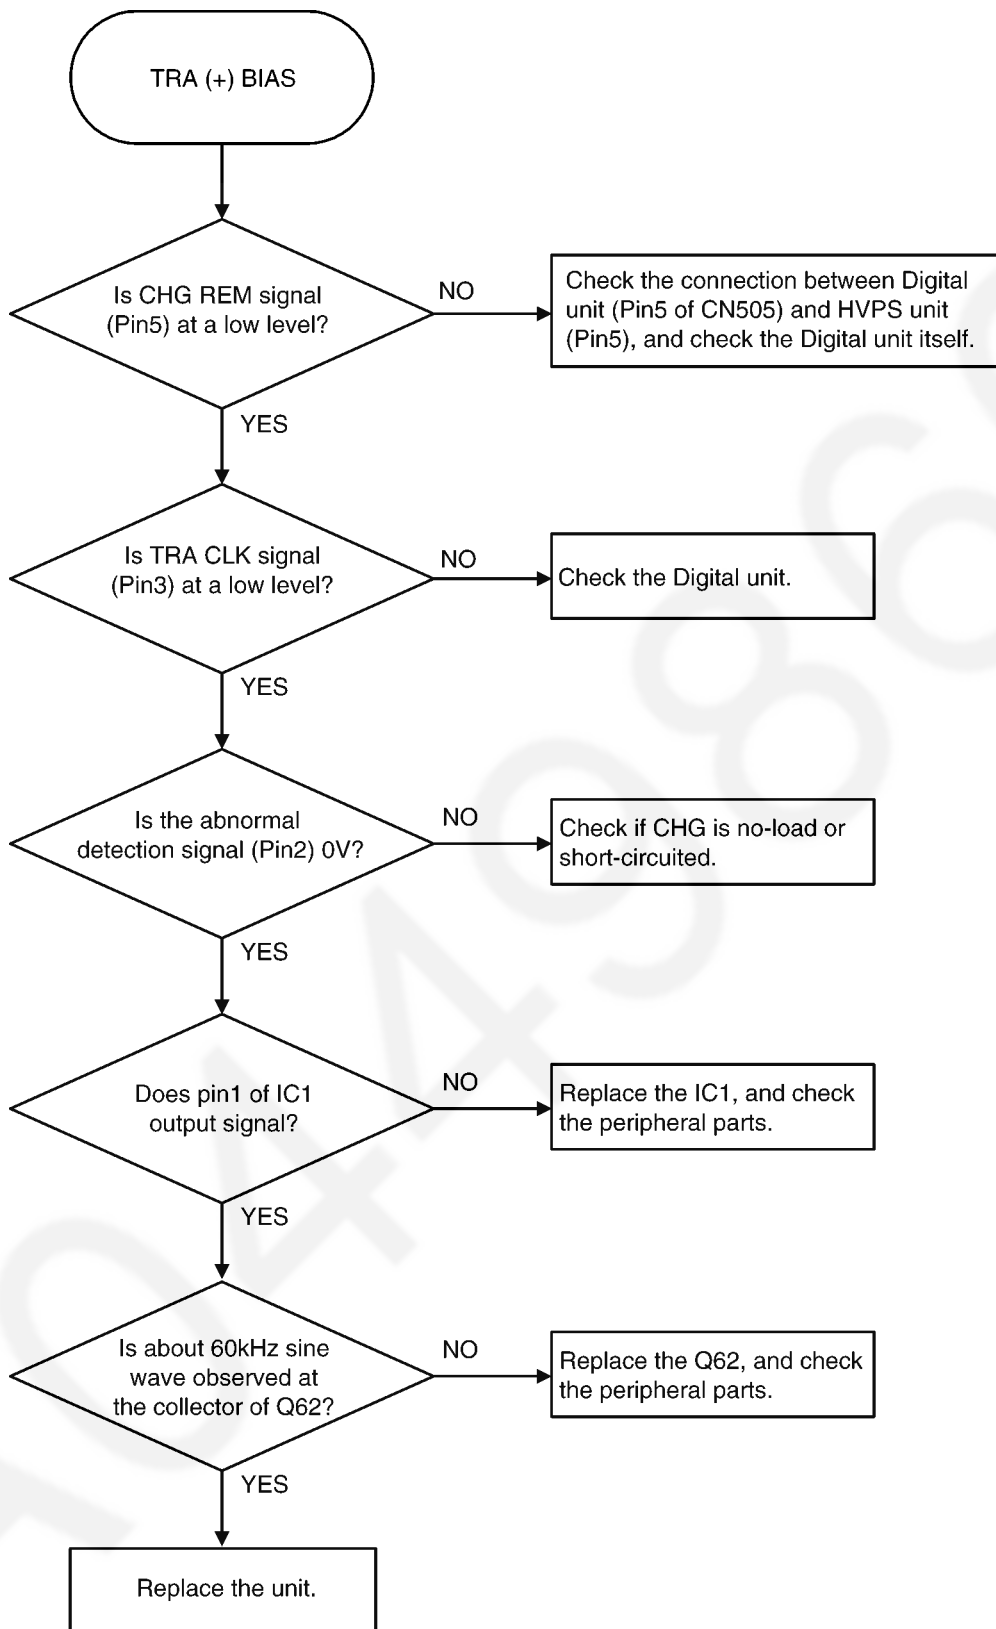 TRA (+) BIAS
Is CHG REM signal
(Pin5) at a low level?
NO
Check the connection between Digital
unit (Pin5 of CN505) and HVPS unit
(Pin5), and check the Digital unit itself.
YES
Is TRA CLK signal
(Pin3) at a low level?
NO
Check the Digital unit.
YES
Is the abnormal
detection signal (Pin2) 0V?
NO
Check if CHG is no-load or
short-circuited.
YES
Does pin1 of IC1
output signal?
NO
Replace the IC1, and check
the peripheral parts.
YES
Is about 60kHz sine
wave observed at
the collector of Q62?
NO
Replace the Q62, and check
the peripheral parts.
YES
Replace the unit.